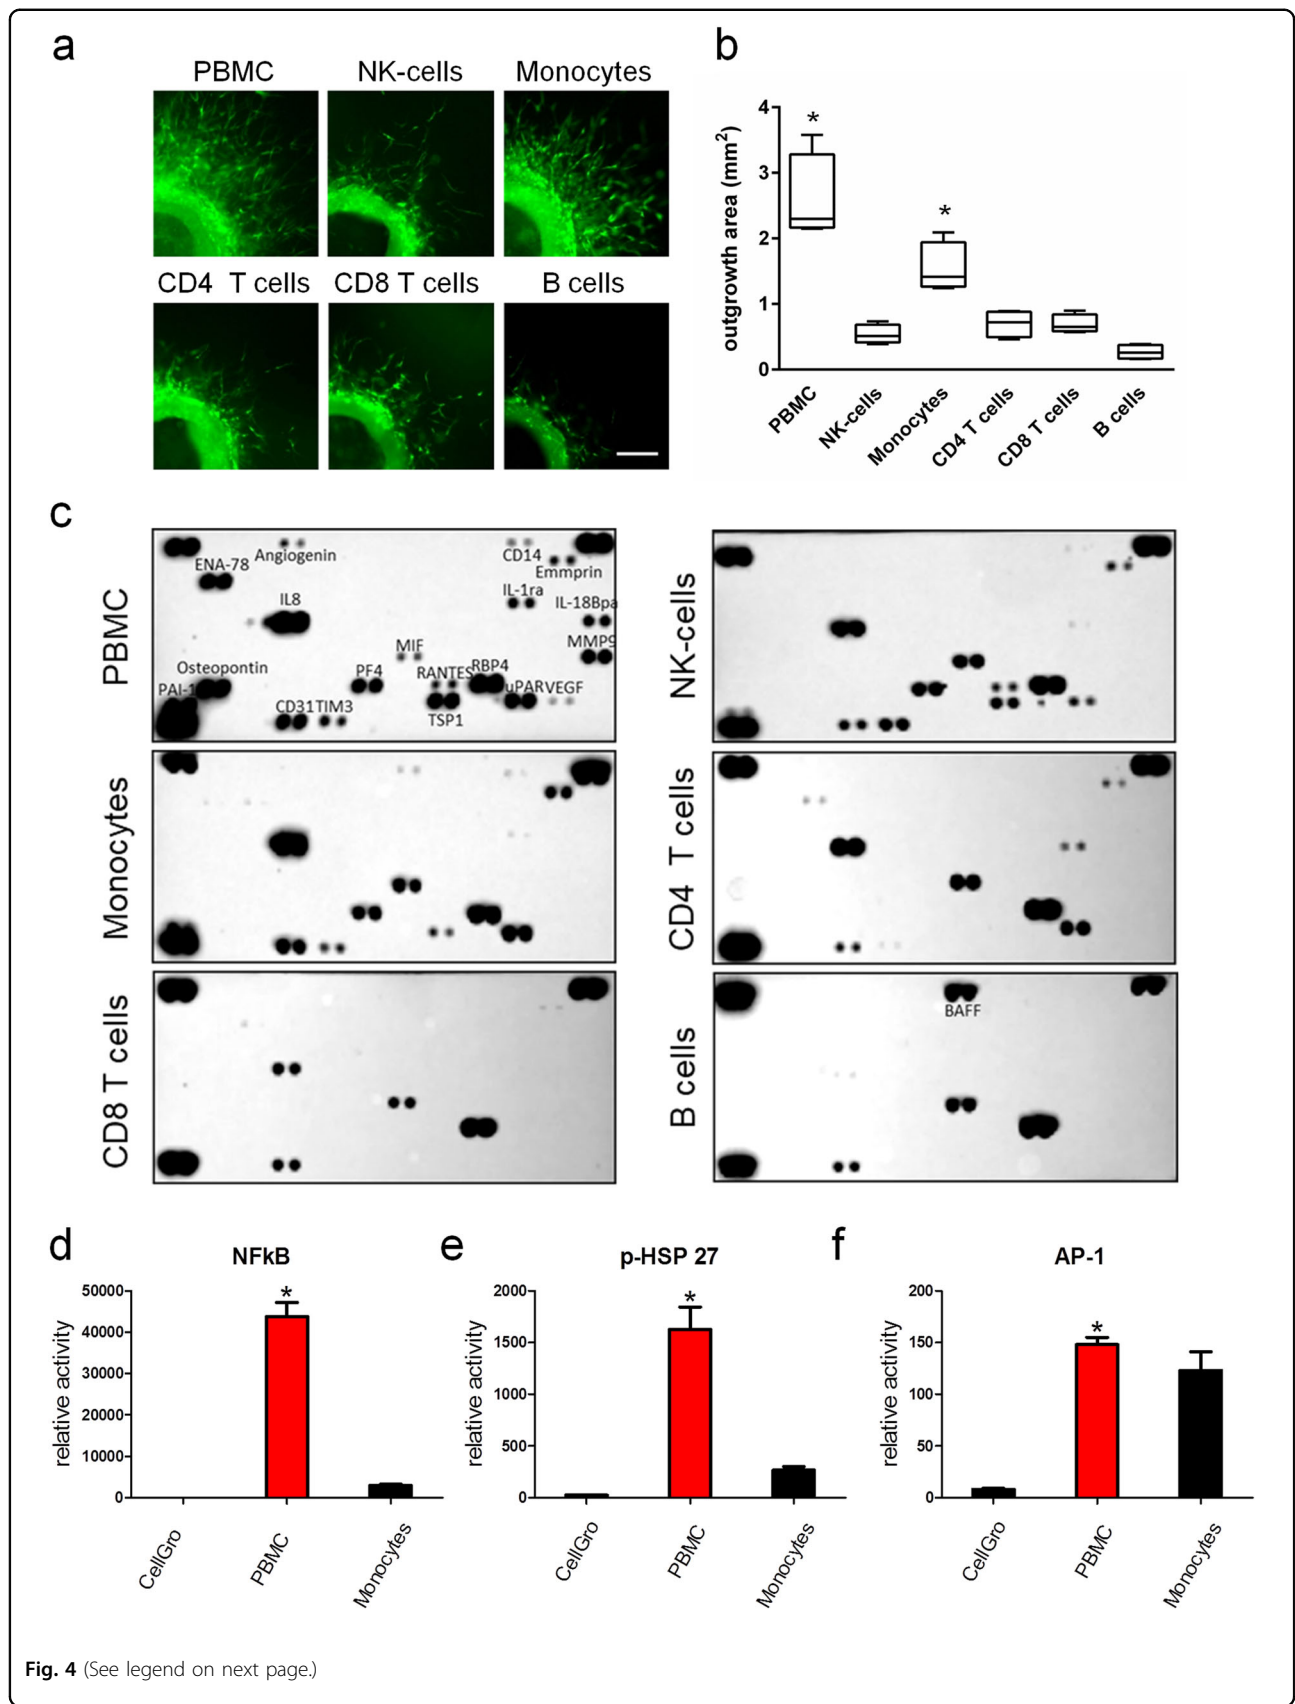 a
PBMC NK-cells Monocytes
CD4 T cells CD8 T cells B cells
b
outgrowth area (mm2)
4
3
2
1
0
*
*
PBMC
NK-cells
Monocytes
CD4 T cells
CD8 T cells
B cells
c
PBMC
Angiogenin
CD14
ENA-78
Emmprin
IL8
IL-1ra
IL-18Bpa
MIF
MMP9
Osteopontin
PF4
RANTES
RBP4
PAI-1
uPAR
VEGF
CD31
TIM3
TSP1
NK-cells
Monocytes
CD4 T cells
CD8 T cells
B cells
BAFF
d
NFkB
relative activity
50000
40000
30000
20000
10000
0
*
CellGro
PBMC
Monocytes
e
p-HSP 27
relative activity
2000
1500
1000
500
0
*
CellGro
PBMC
Monocytes
f
AP-1
relative activity
200
150
100
50
0
*
CellGro
PBMC
Monocytes
Fig. 4 (See legend on next page.)